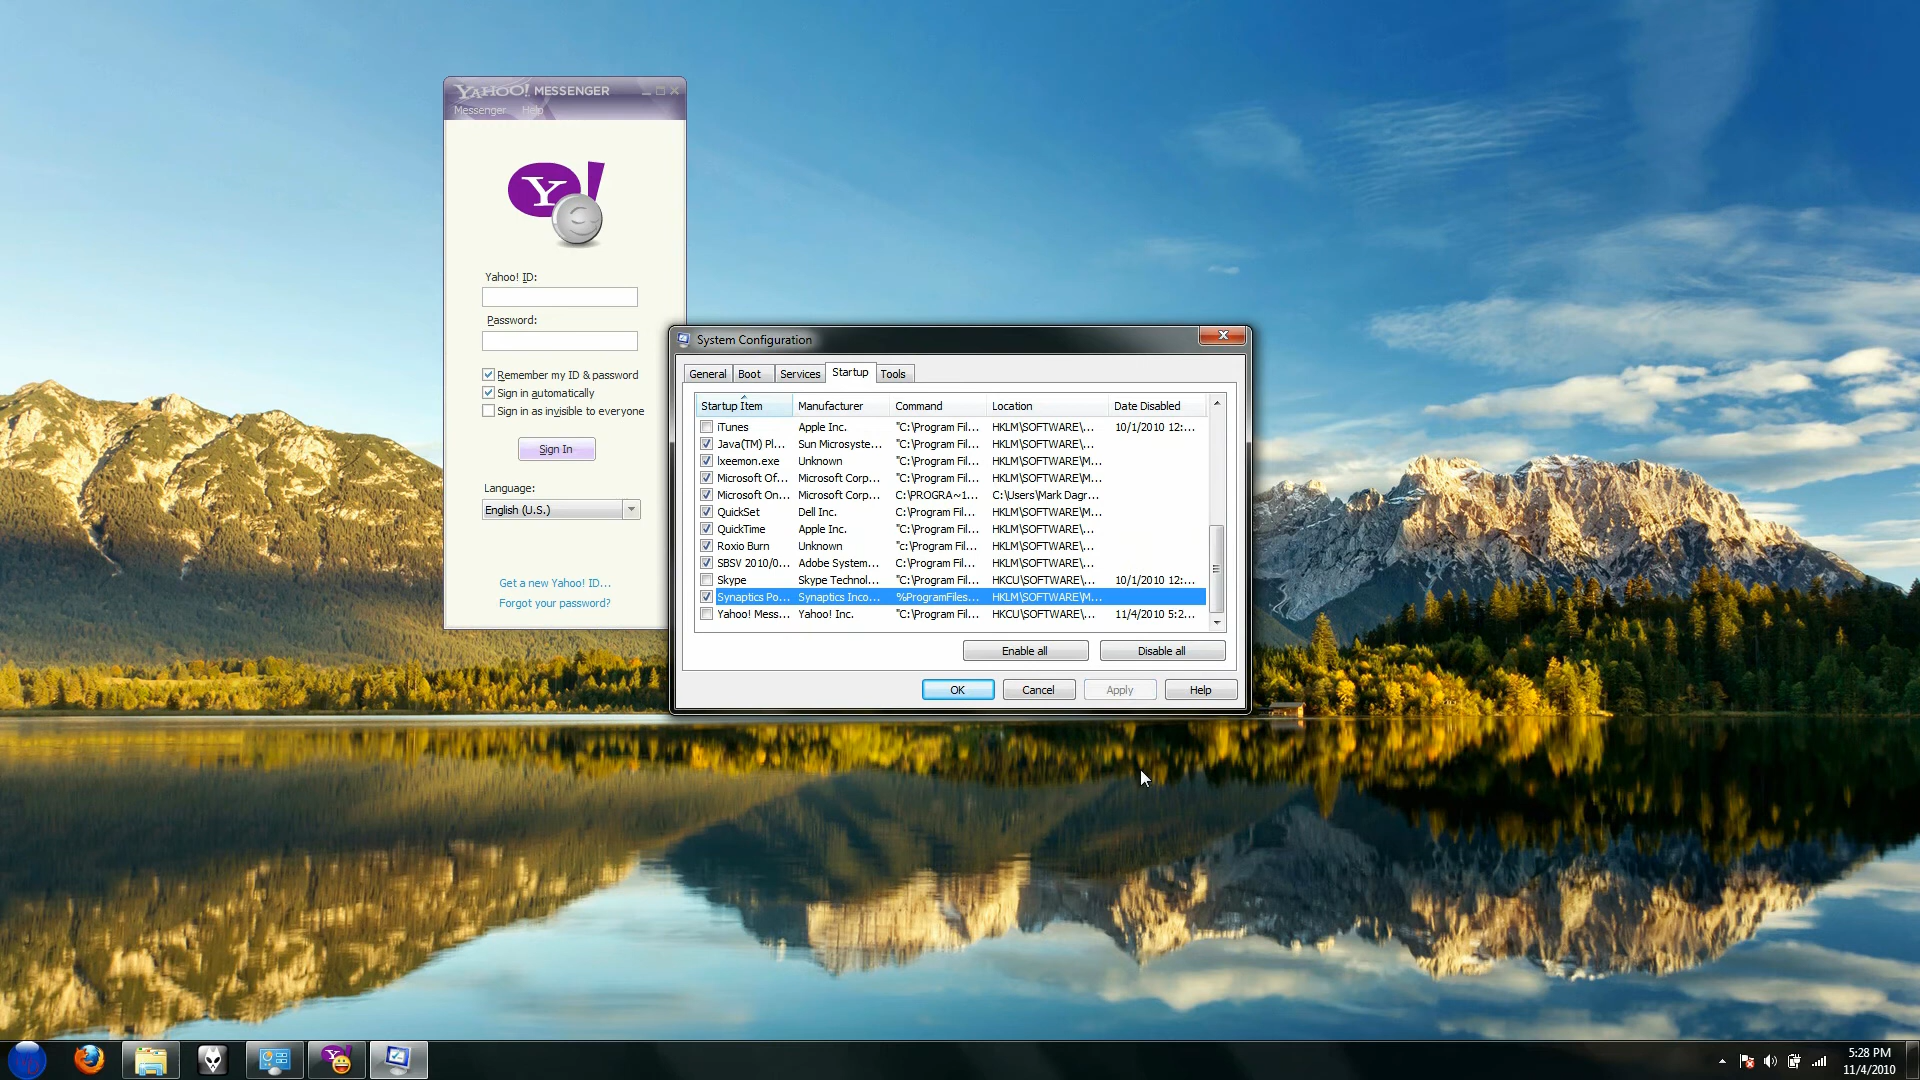 YAHOO! MESSENGER
Messenger Help
Y!
Yahoo! ID:
Password:
Remember my ID & password
Sign in automatically
Sign in as invisible to everyone
Sign In
Language:
English (U.S.)
Get a new Yahoo! ID...
Forgot your password?
System Configuration
General Boot Services Startup Tools
Startup Item Manufacturer Command Location Date Disabled
iTunes Apple Inc. "C:\Program Fil... HKLM\SOFTWARE\... 10/1/2010 12:...
Java(TM) Pl... Sun Microsyste... "C:\Program Fil... HKLM\SOFTWARE\...
lxeemon.exe Unknown "C:\Program Fil... HKLM\SOFTWARE\M...
Microsoft Of... Microsoft Corp... "C:\Program Fil... HKLM\SOFTWARE\M...
Microsoft On... Microsoft Corp... C:\PROGRA~1... C:\Users\Mark Dagr...
QuickSet Dell Inc. C:\Program Fil... HKLM\SOFTWARE\M...
QuickTime Apple Inc. "C:\Program Fil... HKLM\SOFTWARE\...
Roxio Burn Unknown "c:\Program Fil... HKLM\SOFTWARE\...
SBSV 2010/0... Adobe System... C:\Program Fil... HKLM\SOFTWARE\...
Skype Skype Technol... "C:\Program Fil... HKCU\SOFTWARE\... 10/1/2010 12:...
Synaptics Po... Synaptics Inco... %ProgramFiles... HKLM\SOFTWARE\M...
Yahoo! Mess... Yahoo! Inc. "C:\Program Fil... HKCU\SOFTWARE\... 11/4/2010 5:2...
Enable all Disable all
OK Cancel Apply Help
5:28 PM
11/4/2010